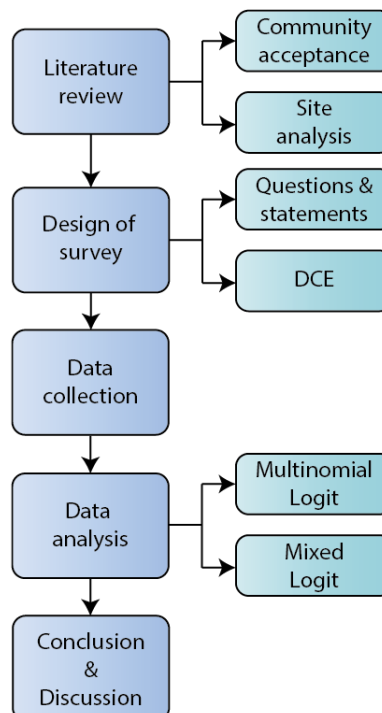 Literature
review
Community
acceptance
Site
analysis
Design of
survey
Questions &
statements
DCE
Data
collection
Data
analysis
Multinomial
Logit
Mixed
Logit
Conclusion
&
Discussion